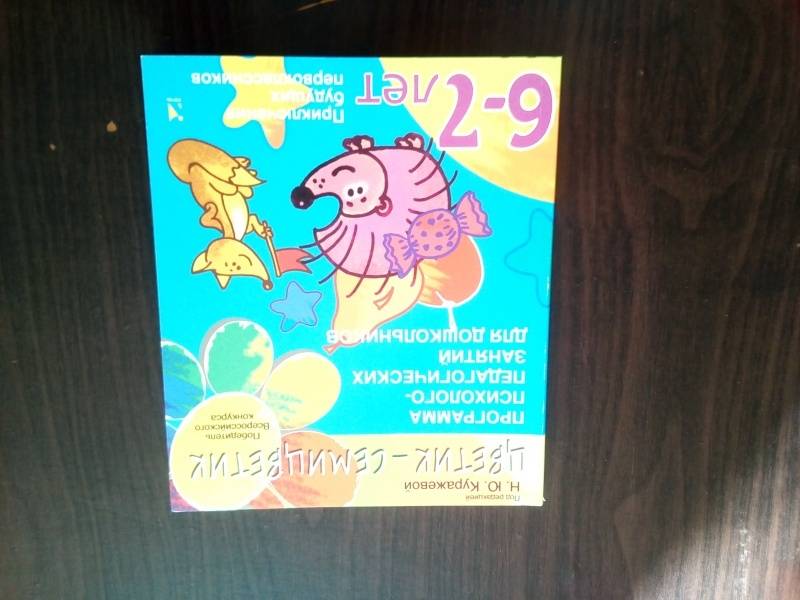 Под редакцией
Н. Ю. Куражевой
ЦВЕТИК – СЕМИЦВЕТИК
Победитель
Всероссийского
конкурса
ПРОГРАММА
ПСИХОЛОГО-
ПЕДАГОГИЧЕСКИХ
ЗАНЯТИЙ
ДЛЯ ДОШКОЛЬНИКОВ
6-7 лет
Приключения
будущих
первоклассников